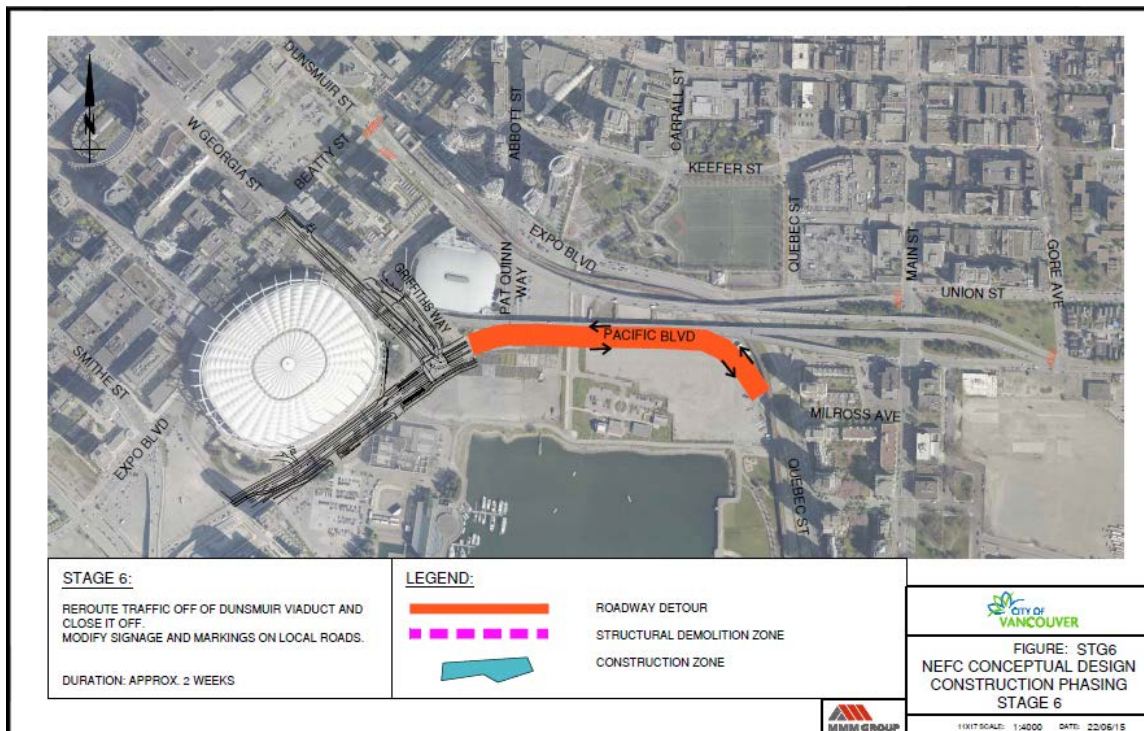 N
DUNSMUIR ST
W GEORGIA ST
BEATTY ST
ABBOTT ST
CARRALL ST
KEEFER ST
QUEBEC ST
MAIN ST
GORE AVE
UNION ST
EXPO BLVD
PAT QUINN
WAY
GRIFFITHS WAY
PACIFIC BLVD
SMITHE ST
EXPO BLVD
MILROSS AVE
QUEBEC ST
STAGE 6:
REROUTE TRAFFIC OFF OF DUNSMUIR VIADUCT AND
CLOSE IT OFF.
MODIFY SIGNAGE AND MARKINGS ON LOCAL ROADS.
DURATION: APPROX. 2 WEEKS
LEGEND:
ROADWAY DETOUR
STRUCTURAL DEMOLITION ZONE
CONSTRUCTION ZONE
CITY OF
VANCOUVER
FIGURE: STG6
NEFC CONCEPTUAL DESIGN
CONSTRUCTION PHASING
STAGE 6
MMM GROUP
11X17 SCALE: 1:4000 DATE: 22/06/15